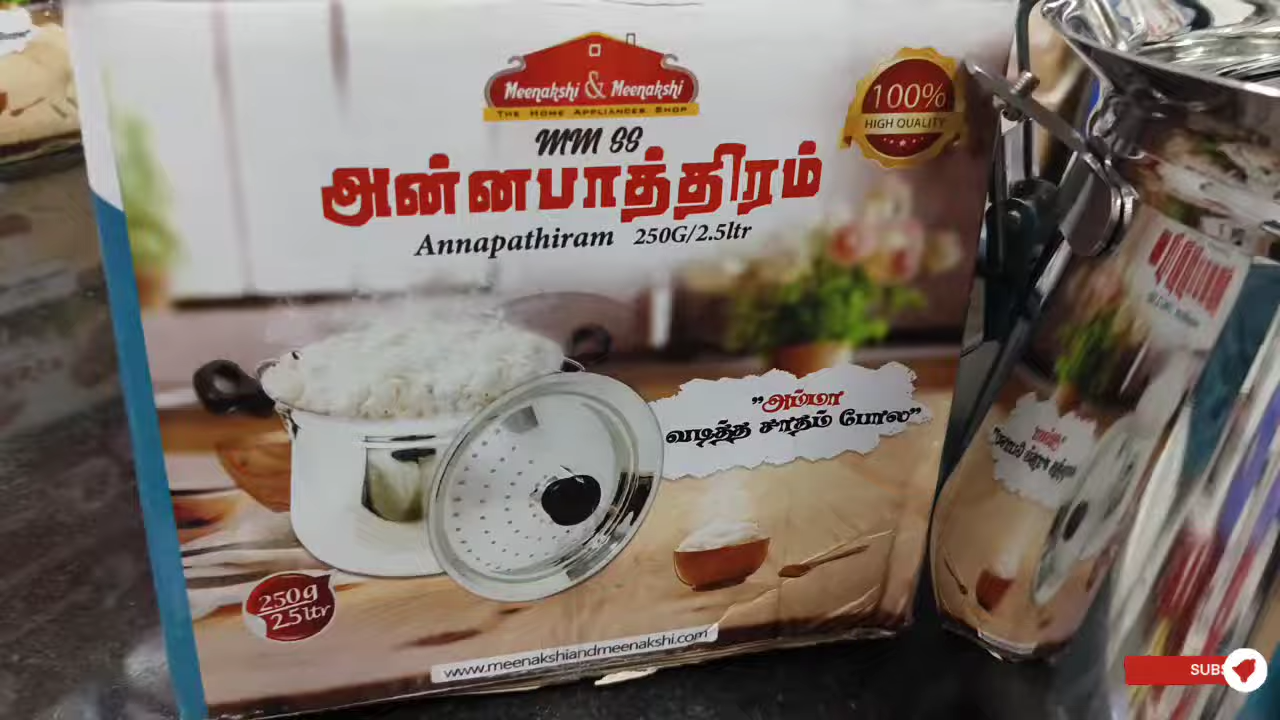 Meenakshi & Meenakshi
THE HOME APPLIANCES SHOP
100%
HIGH QUALITY
MM SS
அன்னபாத்திரம்
Annapathiram 250G/2.5ltr
"அம்மா
வடித்த சாதம் போல"
250g
2.5ltr
www.meenakshiandmeenakshi.com
SUBS